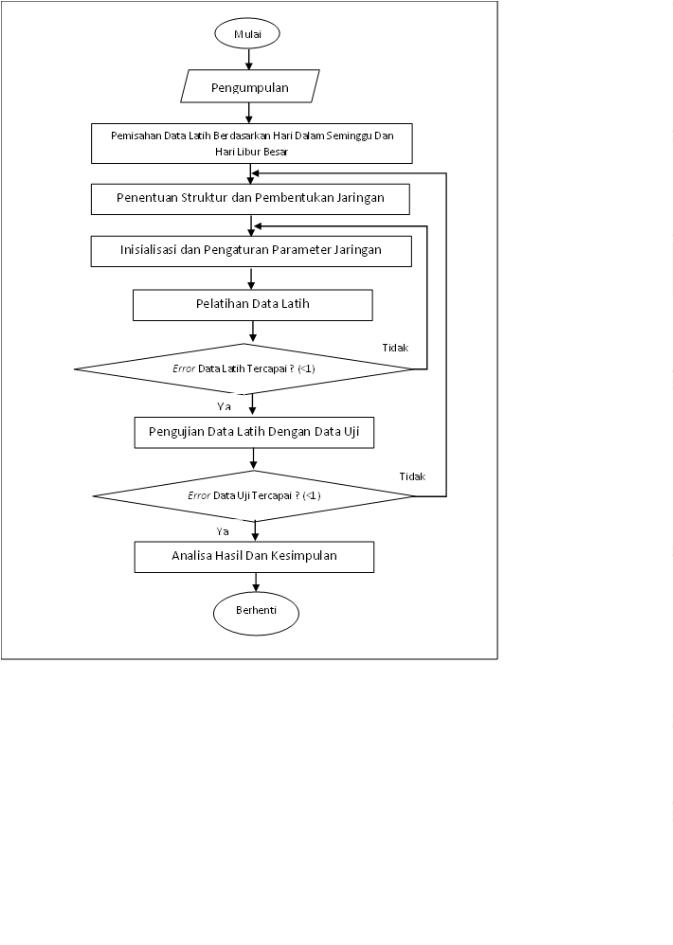 Mulai
Pengumpulan
Pemisahan Data Latih Berdasarkan Hari Dalam Seminggu Dan
Hari Libur Besar
Penentuan Struktur dan Pembentukan Jaringan
Inisialisasi dan Pengaturan Parameter Jaringan
Pelatihan Data Latih
Tidak
Error Data Latih Tercapai ? (<1)
Ya
Pengujian Data Latih Dengan Data Uji
Tidak
Error Data Uji Tercapai ? (<1)
Ya
Analisa Hasil Dan Kesimpulan
Berhenti